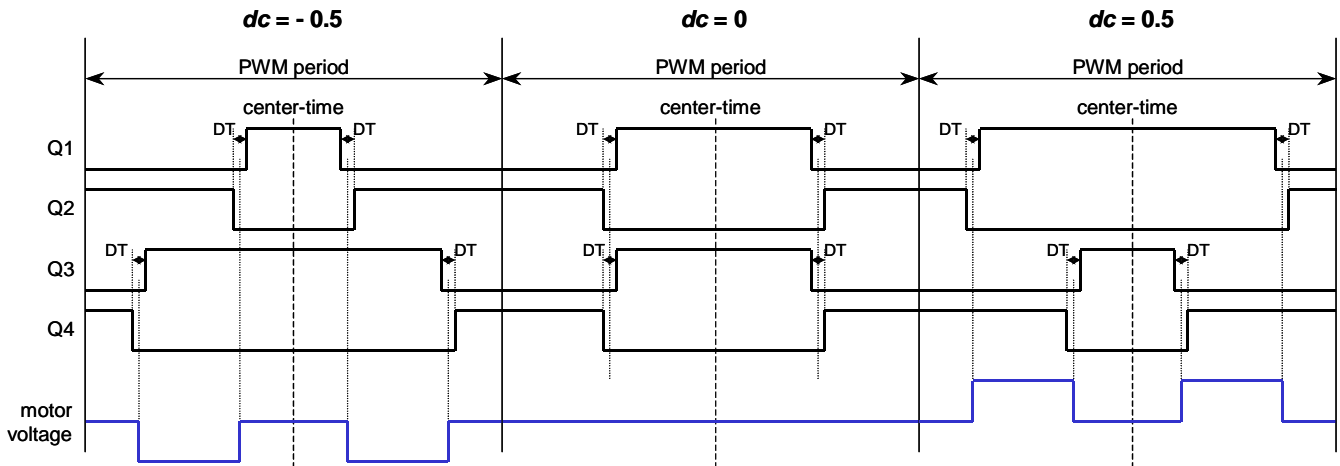 dc = - 0.5 dc = 0 dc = 0.5
PWM period PWM period PWM period
center-time center-time center-time
DT DT DT DT DT DT
Q1
Q2
DT DT DT DT DT DT
Q3
Q4
motor
voltage